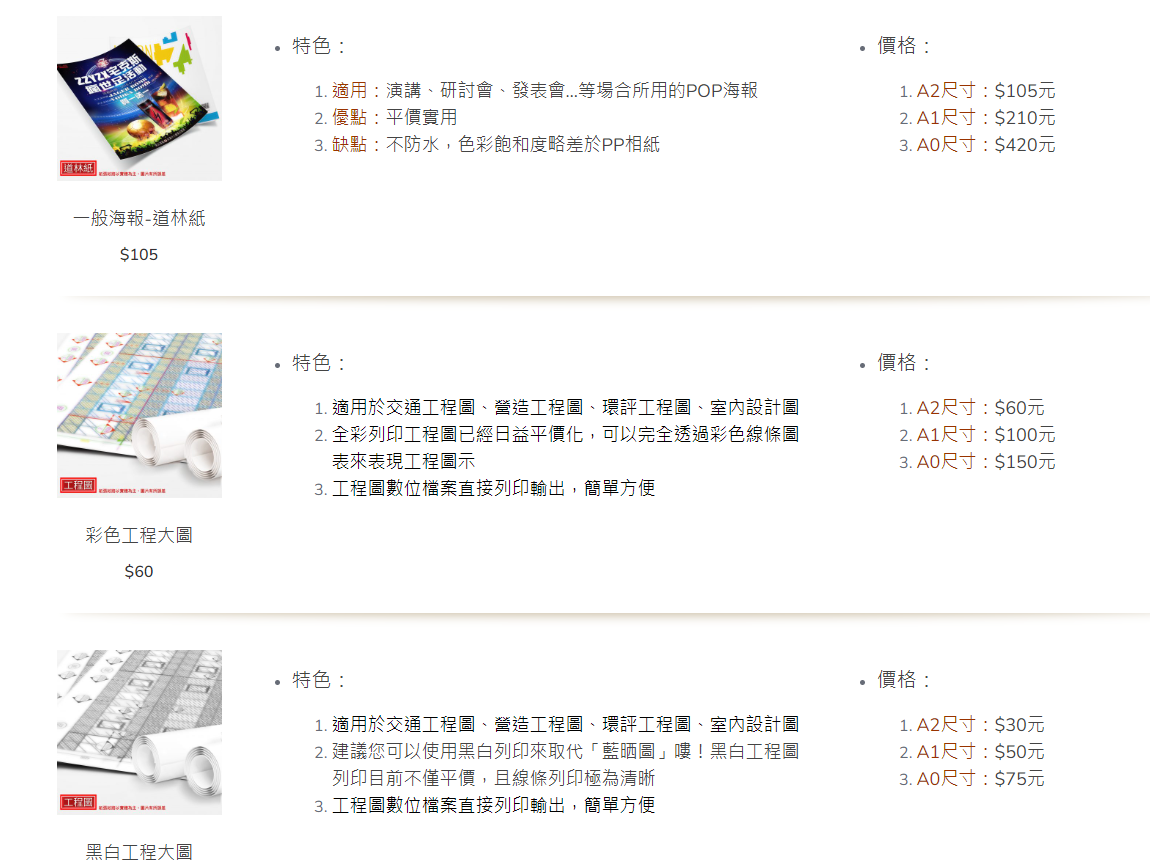 ZZYZX宅克斯
瘋世足活動
道林紙
一般海報-道林紙
$105
特色：
1. 適用：演講、研討會、發表會...等場合所用的POP海報
2. 優點：平價實用
3. 缺點：不防水，色彩飽和度略差於PP相紙
價格：
1. A2尺寸：$105元
2. A1尺寸：$210元
3. A0尺寸：$420元
工程圖
彩色工程大圖
$60
特色：
1. 適用於交通工程圖、營造工程圖、環評工程圖、室內設計圖
2. 全彩列印工程圖已經日益平價化，可以完全透過彩色線條圖
表來表現工程圖示
3. 工程圖數位檔案直接列印輸出，簡單方便
價格：
1. A2尺寸：$60元
2. A1尺寸：$100元
3. A0尺寸：$150元
工程圖
黑白工程大圖
特色：
1. 適用於交通工程圖、營造工程圖、環評工程圖、室內設計圖
2. 建議您可以使用黑白列印來取代「藍晒圖」嘍！黑白工程圖
列印目前不僅平價，且線條列印極為清晰
3. 工程圖數位檔案直接列印輸出，簡單方便
價格：
1. A2尺寸：$30元
2. A1尺寸：$50元
3. A0尺寸：$75元